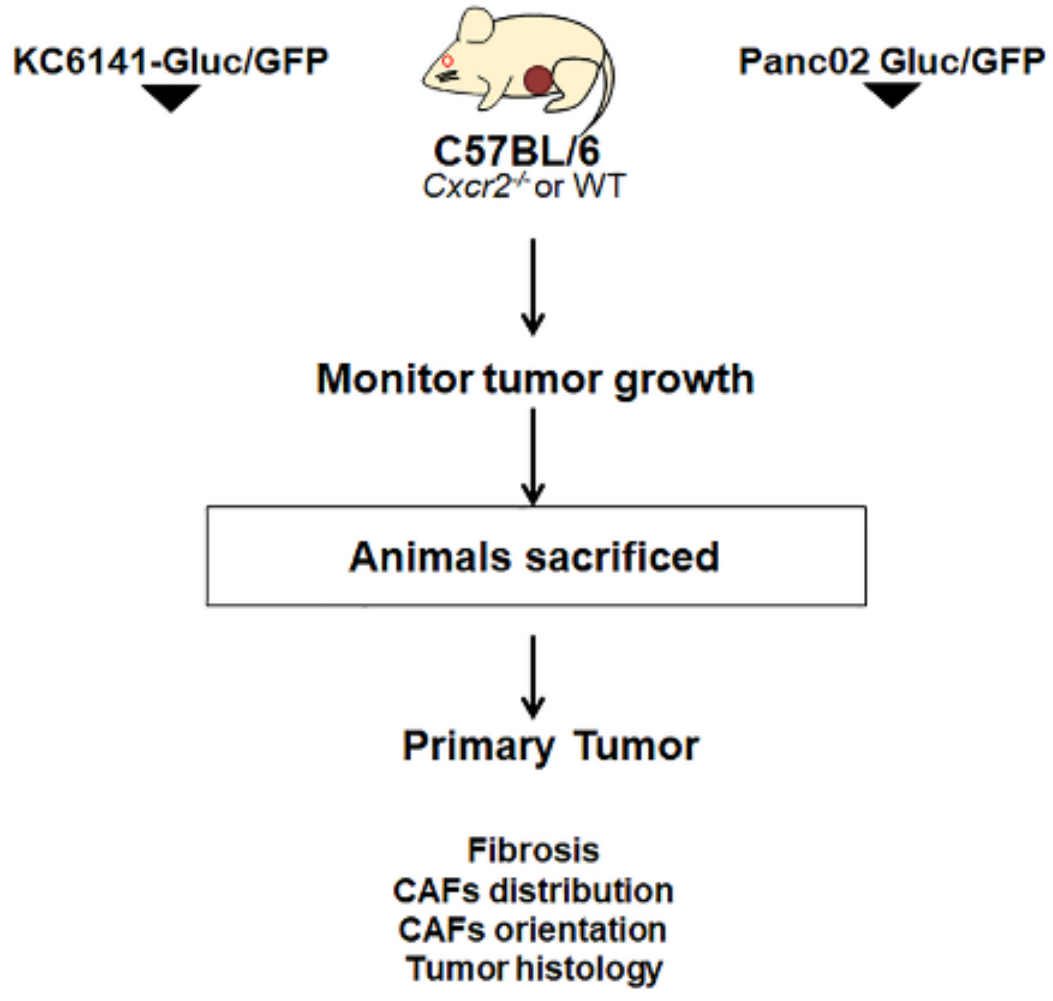 KC6141-Gluc/GFP
Panc02 Gluc/GFP
C57BL/6
Cxcr2-/- or WT
Monitor tumor growth
Animals sacrificed
Primary Tumor
Fibrosis
CAFs distribution
CAFs orientation
Tumor histology